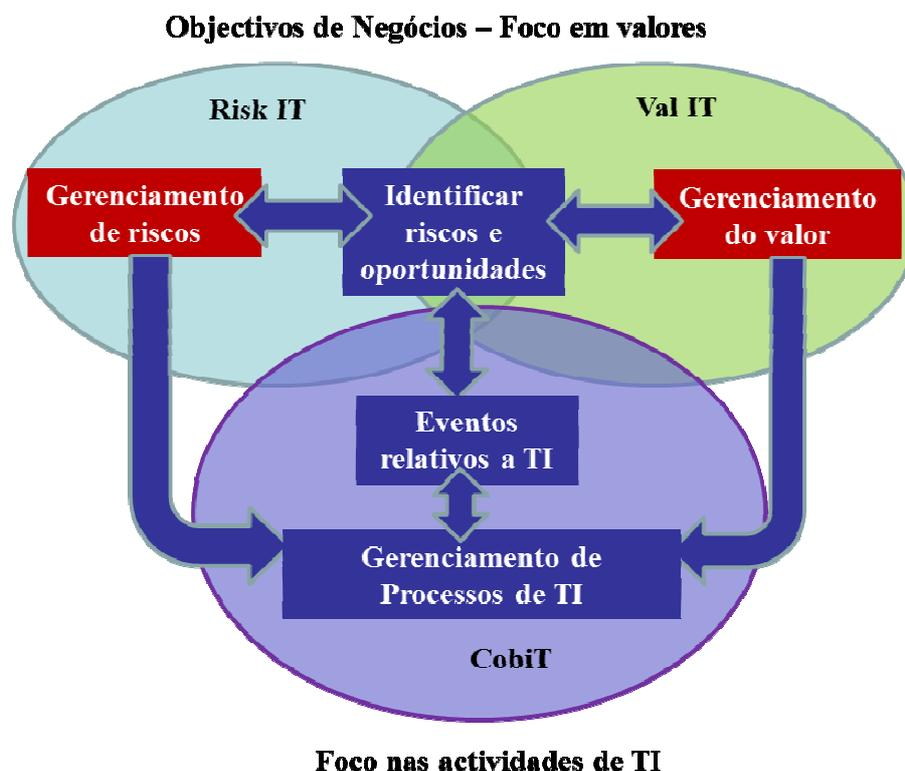 Objectivos de Negócios – Foco em valores
Risk IT
Val IT
Gerenciamento
de riscos
Identificar
riscos e
oportunidades
Gerenciamento
do valor
Eventos
relativos a TI
Gerenciamento de
Processos de TI
CobiT
Foco nas actividades de TI